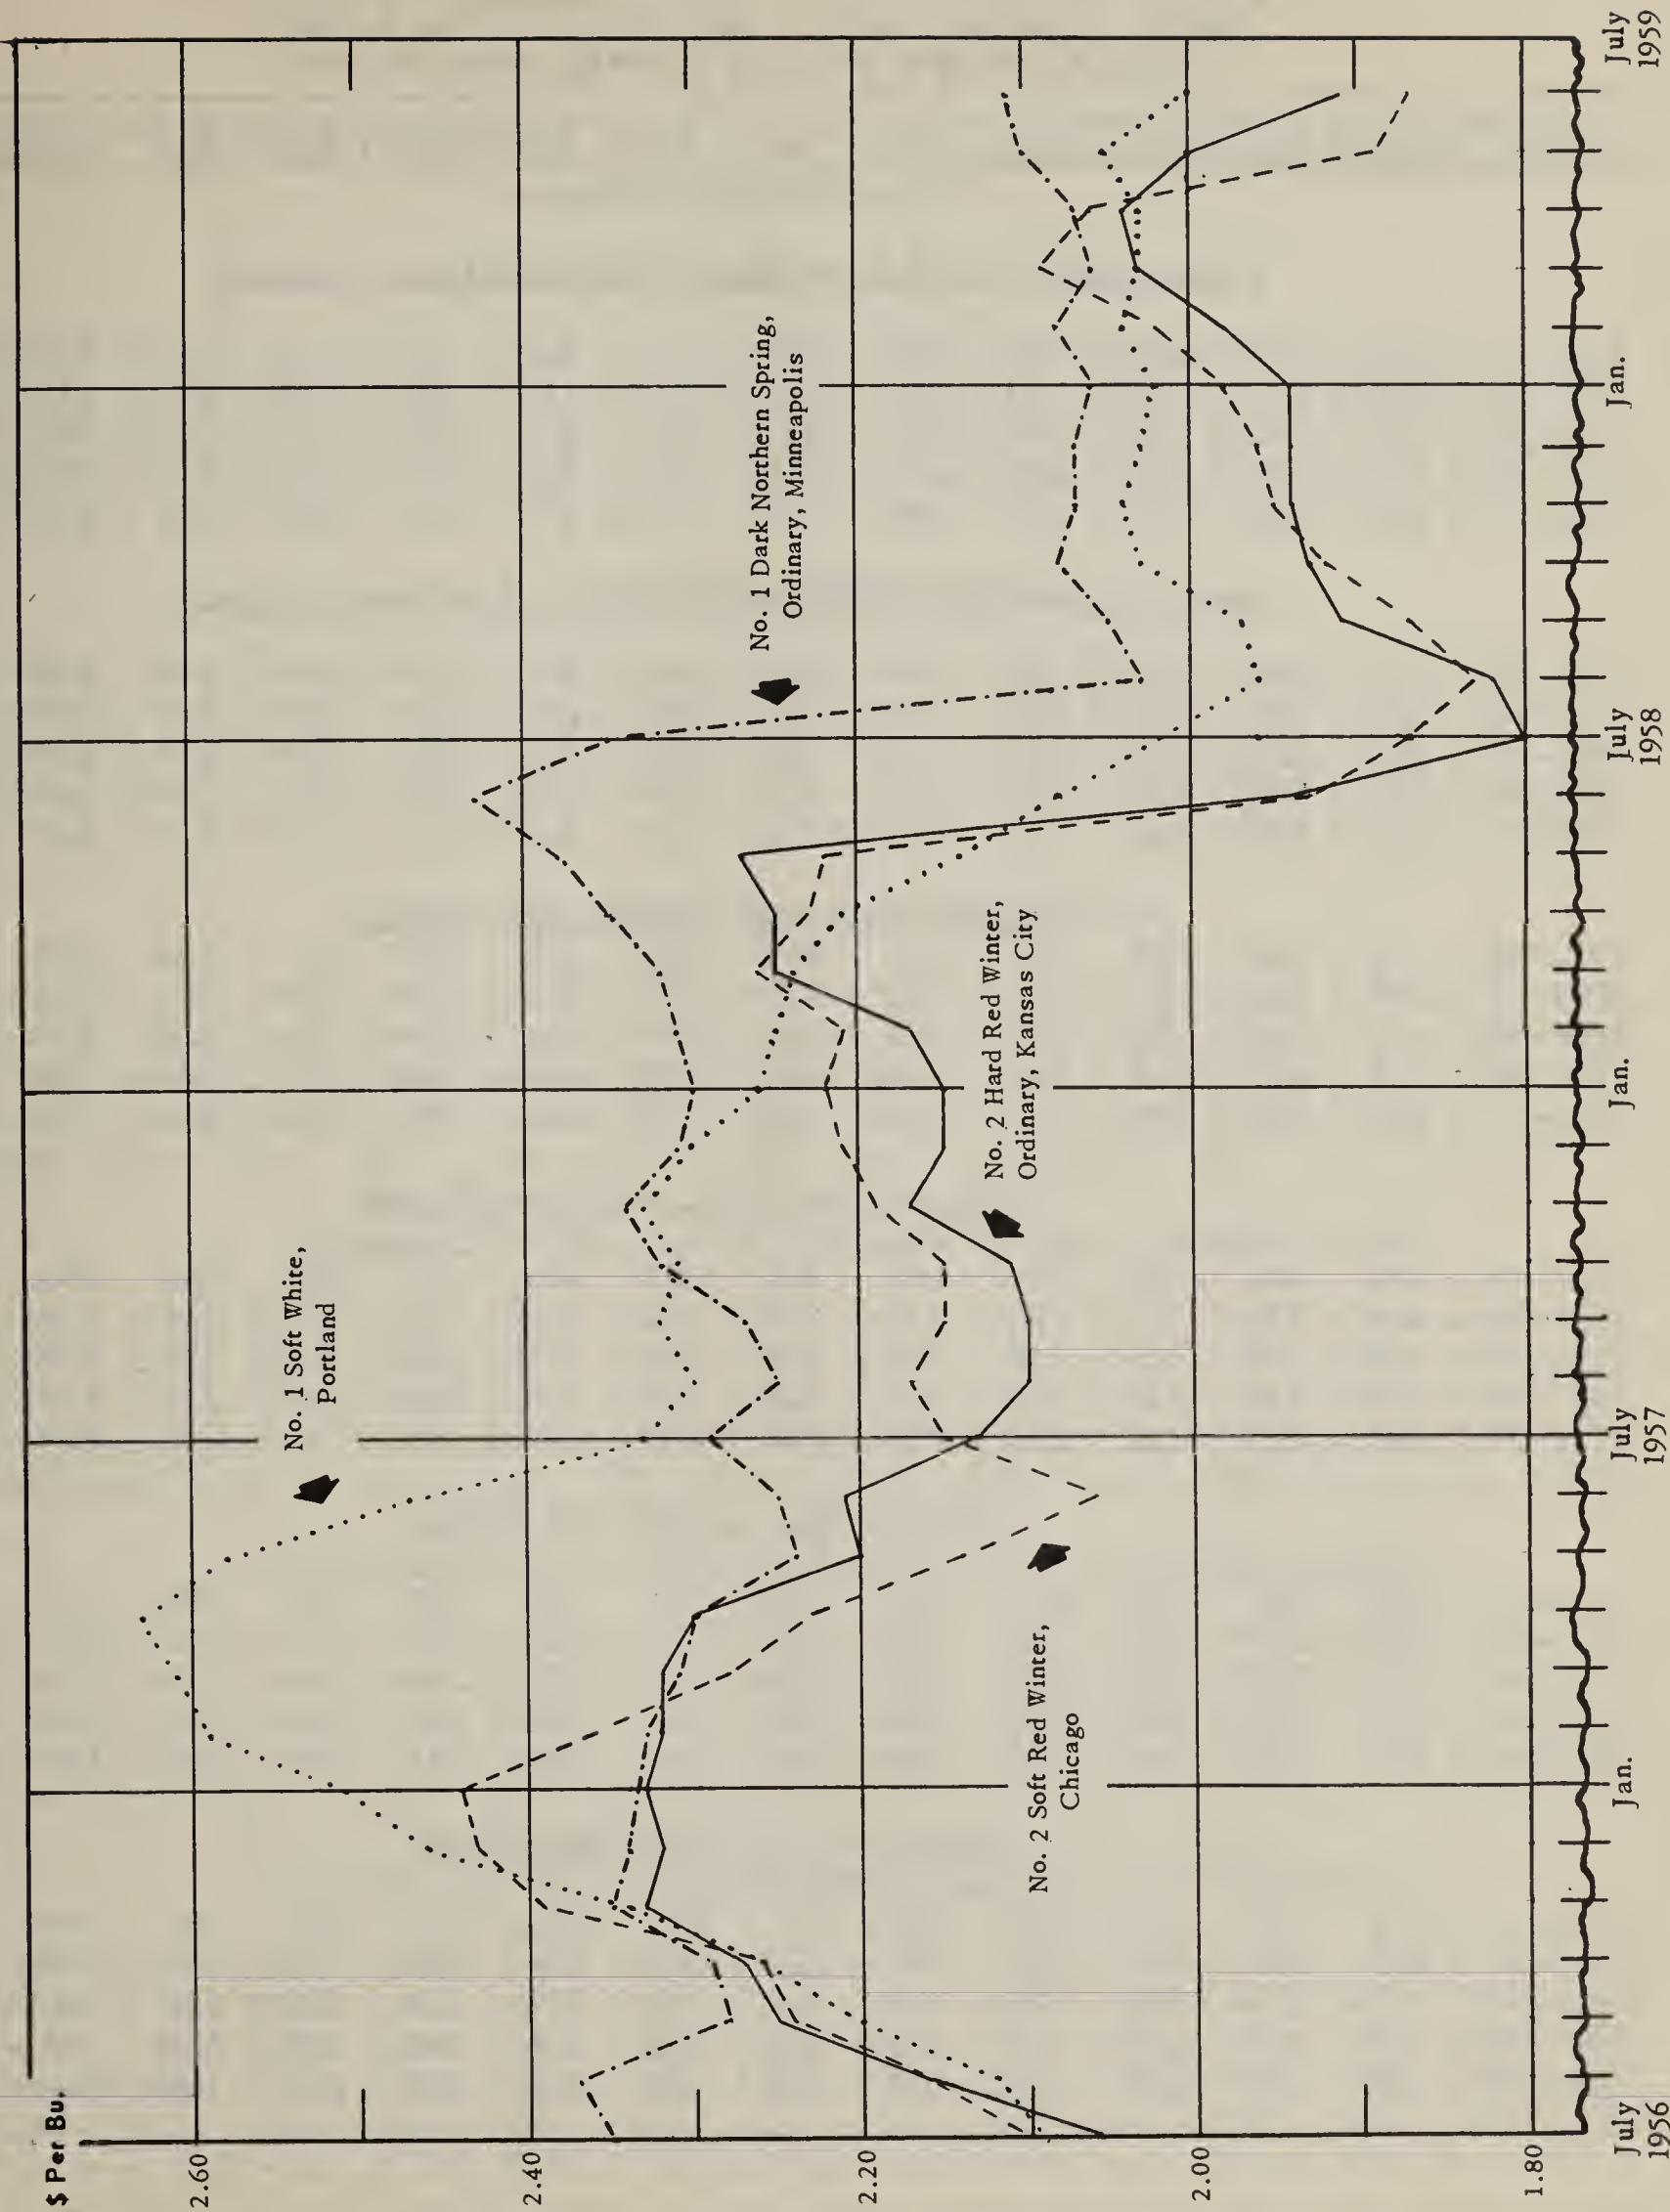 $ Per Bu.
2.60
2.40
2.20
2.00
1.80
No. 1 Soft White,
Portland
No. 1 Dark Northern Spring,
Ordinary, Minneapolis
No. 2 Hard Red Winter,
Ordinary, Kansas City
No. 2 Soft Red Winter,
Chicago
July
1956
Jan.
July
1957
Jan.
July
1958
Jan.
July
1959